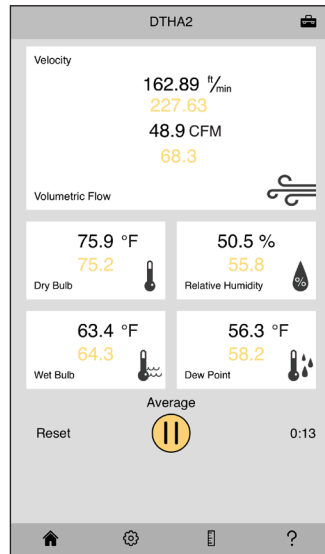 DTHA2
Velocity
162.89 ft/min
227.63
48.9 CFM
68.3
Volumetric Flow
75.9 °F
75.2
Dry Bulb
50.5 %
55.8
%
Relative Humidity
63.4 °F
64.3
Wet Bulb
56.3 °F
58.2
Dew Point
Average
Reset
0:13
?